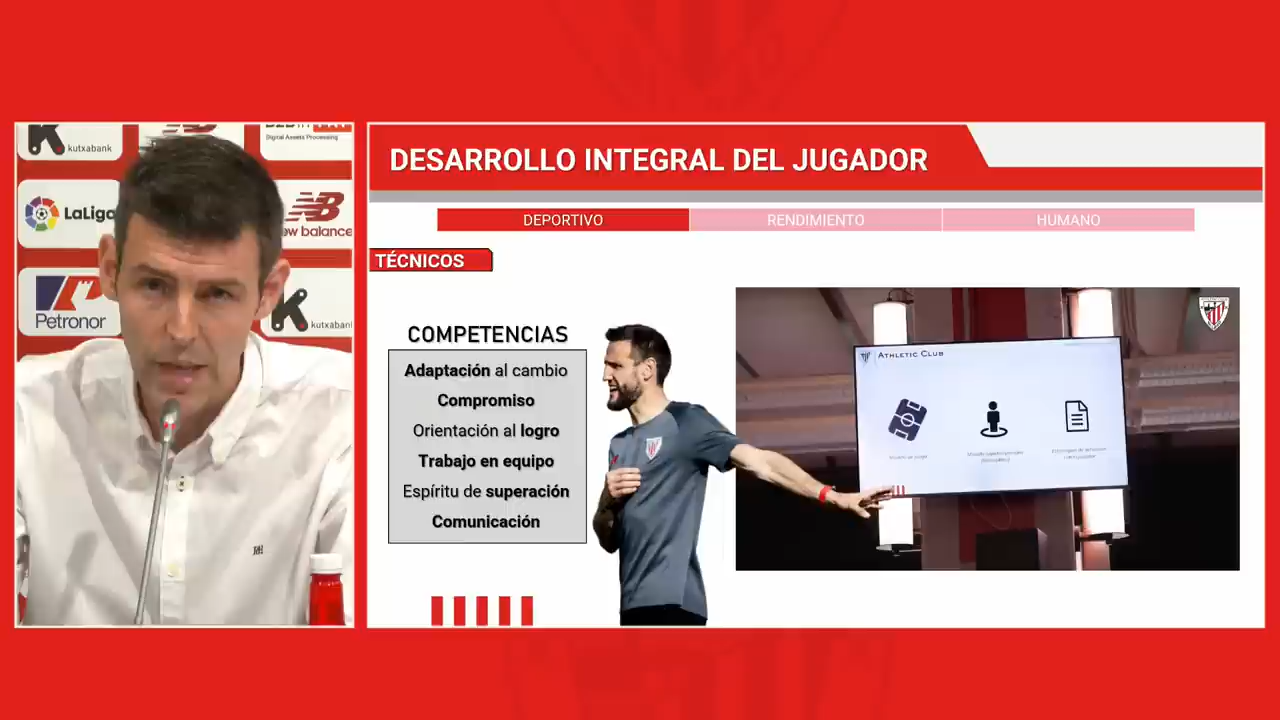 kutxabank
Digital Assets Processing
LaLiga
new balance
Petronor
kutxabank
DESARROLLO INTEGRAL DEL JUGADOR
DEPORTIVO
RENDIMIENTO
HUMANO
TÉCNICOS
COMPETENCIAS
Adaptación al cambio
Compromiso
Orientación al logro
Trabajo en equipo
Espíritu de superación
Comunicación
ATHLETIC CLUB